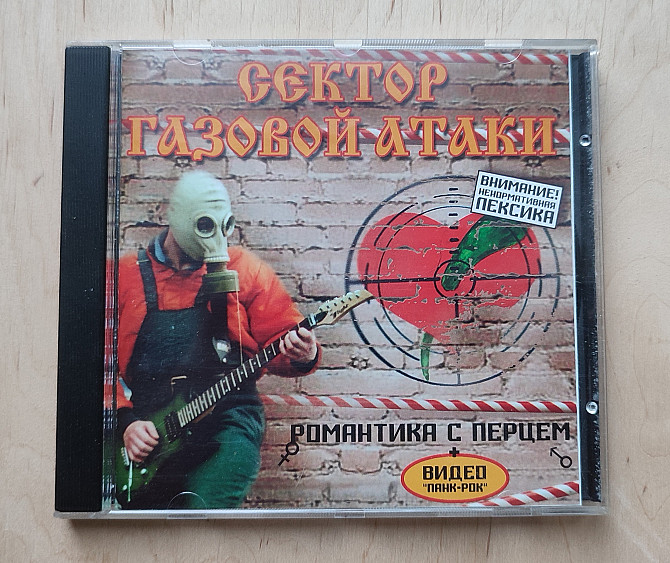 СЕКТОР
ГАЗОВОЙ АТАКИ
ВНИМАНИЕ!
НЕНОРМАТИВНАЯ
ЛЕКСИКА
РОМАНТИКА С ПЕРЦЕМ
+
ВИДЕО
"ПАНК-РОК"